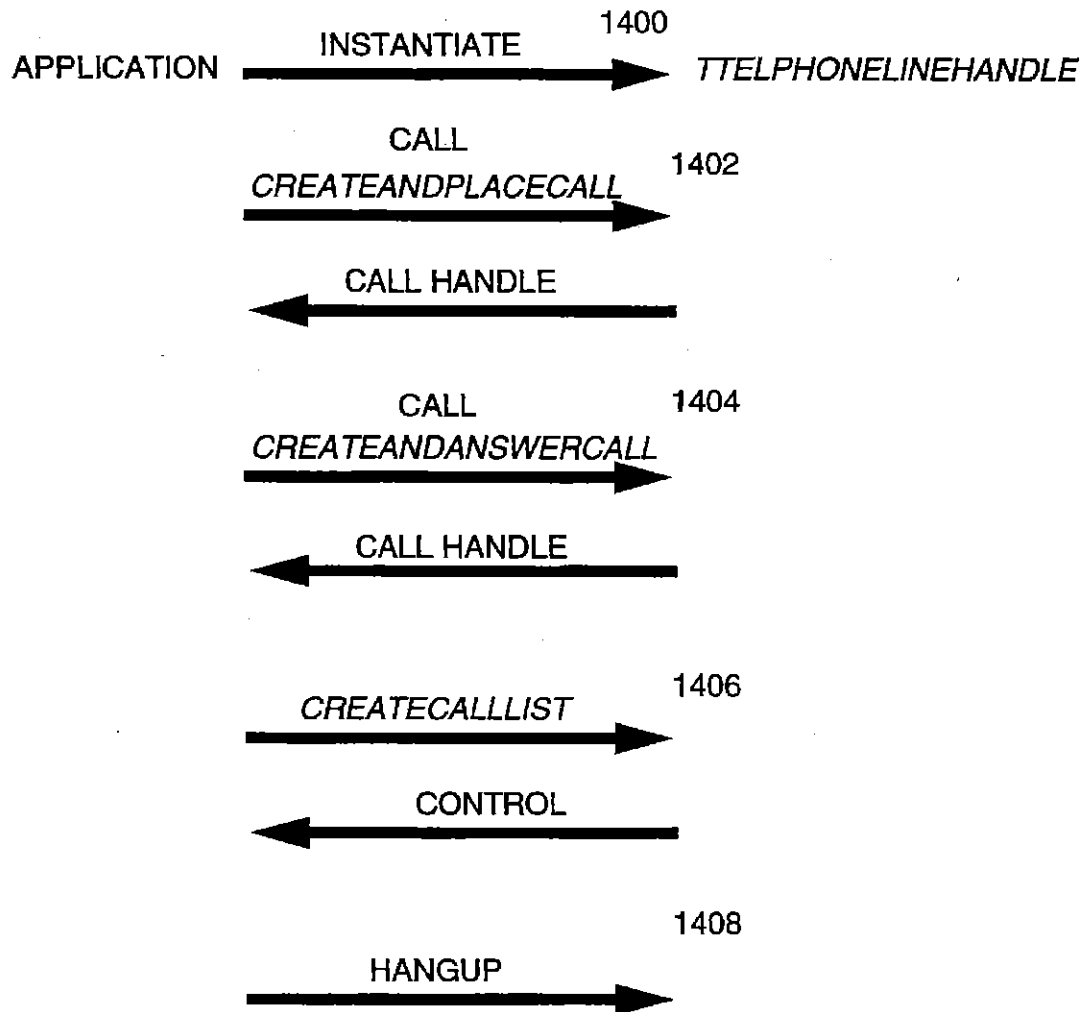 1400
INSTANTIATE
APPLICATION TTELPHONELINEHANDLE
CALL
1402
CREATEANDPLACECALL
CALL HANDLE
1404
CALL
CREATEANDANSWERCALL
CALL HANDLE
1406
CREATECALLLIST
CONTROL
1408
HANGUP